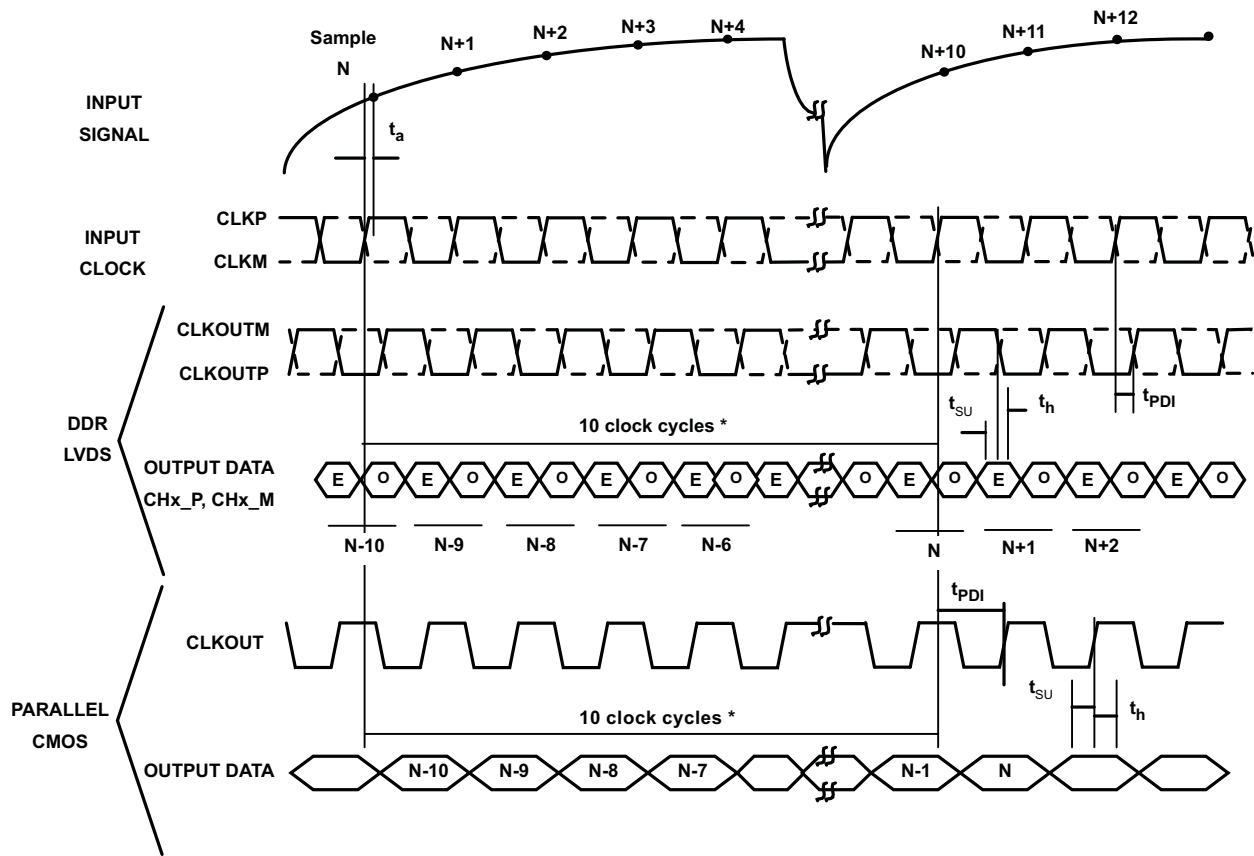 Sample
N
N+1
N+2
N+3
N+4
N+10
N+11
N+12
INPUT
SIGNAL
ta
CLKP
INPUT
CLOCK
CLKM
CLKOUTM
CLKOUTP
tSU
th
tPDI
DDR
LVDS
10 clock cycles *
OUTPUT DATA
CHx_P, CHx_M
E O E O E O E O E O E O E O E O E O E O
N-10 N-9 N-8 N-7 N-6 N N+1 N+2
tPDI
CLKOUT
tSU
th
PARALLEL
CMOS
10 clock cycles *
OUTPUT DATA
N-10 N-9 N-8 N-7 N-1 N